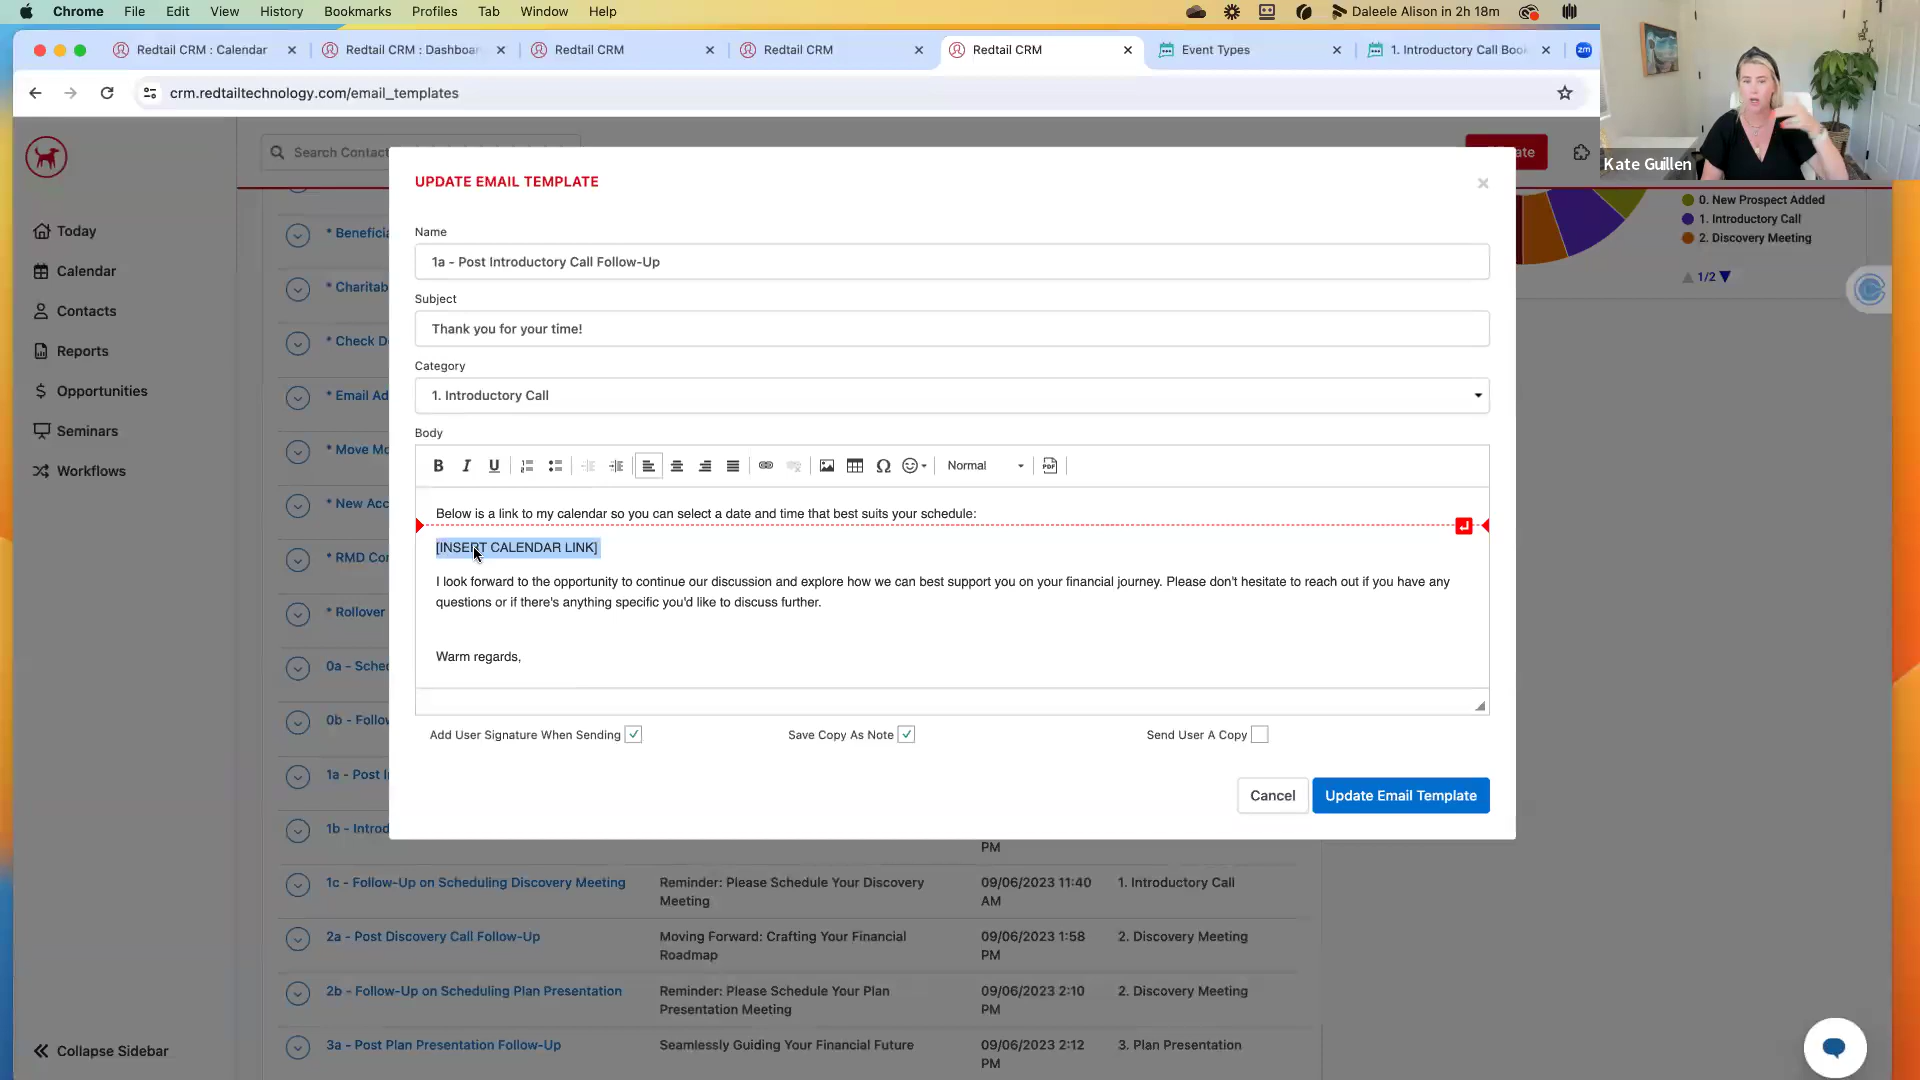 Chrome File Edit View History Bookmarks Profiles Tab Window Help
Daleele Alison in 2h 18m
Redtail CRM : Calendar
Redtail CRM : Dashboar
Redtail CRM
Redtail CRM
Redtail CRM
Event Types
1. Introductory Call Boo
zm
crm.redtailtechnology.com/email_templates
Kate Guillen
Search Contac
ate
Today
Calendar
Contacts
Reports
Opportunities
Seminars
Workflows
Collapse Sidebar
* Beneficia
* Charitab
* Check D
* Email Ad
* Move Mo
* New Acc
* RMD Cor
* Rollover
0a - Sche
0b - Follow
1a - Post I
1b - Introd
UPDATE EMAIL TEMPLATE
×
Name
1a - Post Introductory Call Follow-Up
Subject
Thank you for your time!
Category
1. Introductory Call
Body
B I U
Ω
Normal
PDF
Below is a link to my calendar so you can select a date and time that best suits your schedule:
[INSERT CALENDAR LINK]
I look forward to the opportunity to continue our discussion and explore how we can best support you on your financial journey. Please don't hesitate to reach out if you have any
questions or if there's anything specific you'd like to discuss further.
Warm regards,
Add User Signature When Sending
Save Copy As Note
Send User A Copy
Cancel
Update Email Template
0. New Prospect Added
1. Introductory Call
2. Discovery Meeting
1/2
PM
1c - Follow-Up on Scheduling Discovery Meeting
Reminder: Please Schedule Your Discovery
Meeting
09/06/2023 11:40
AM
1. Introductory Call
2a - Post Discovery Call Follow-Up
Moving Forward: Crafting Your Financial
Roadmap
09/06/2023 1:58
PM
2. Discovery Meeting
2b - Follow-Up on Scheduling Plan Presentation
Reminder: Please Schedule Your Plan
Presentation Meeting
09/06/2023 2:10
PM
2. Discovery Meeting
3a - Post Plan Presentation Follow-Up
Seamlessly Guiding Your Financial Future
09/06/2023 2:12
PM
3. Plan Presentation